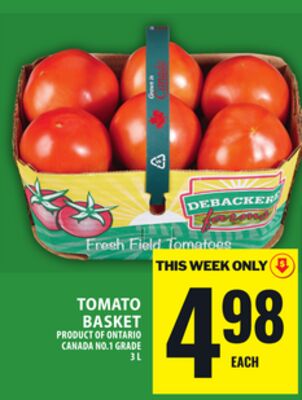 Grown in
Canada
DEBACKERS
farms
Fresh Field Tomatoes
THIS WEEK ONLY
TOMATO
BASKET
PRODUCT OF ONTARIO
CANADA NO.1 GRADE
3 L
4.98
EACH